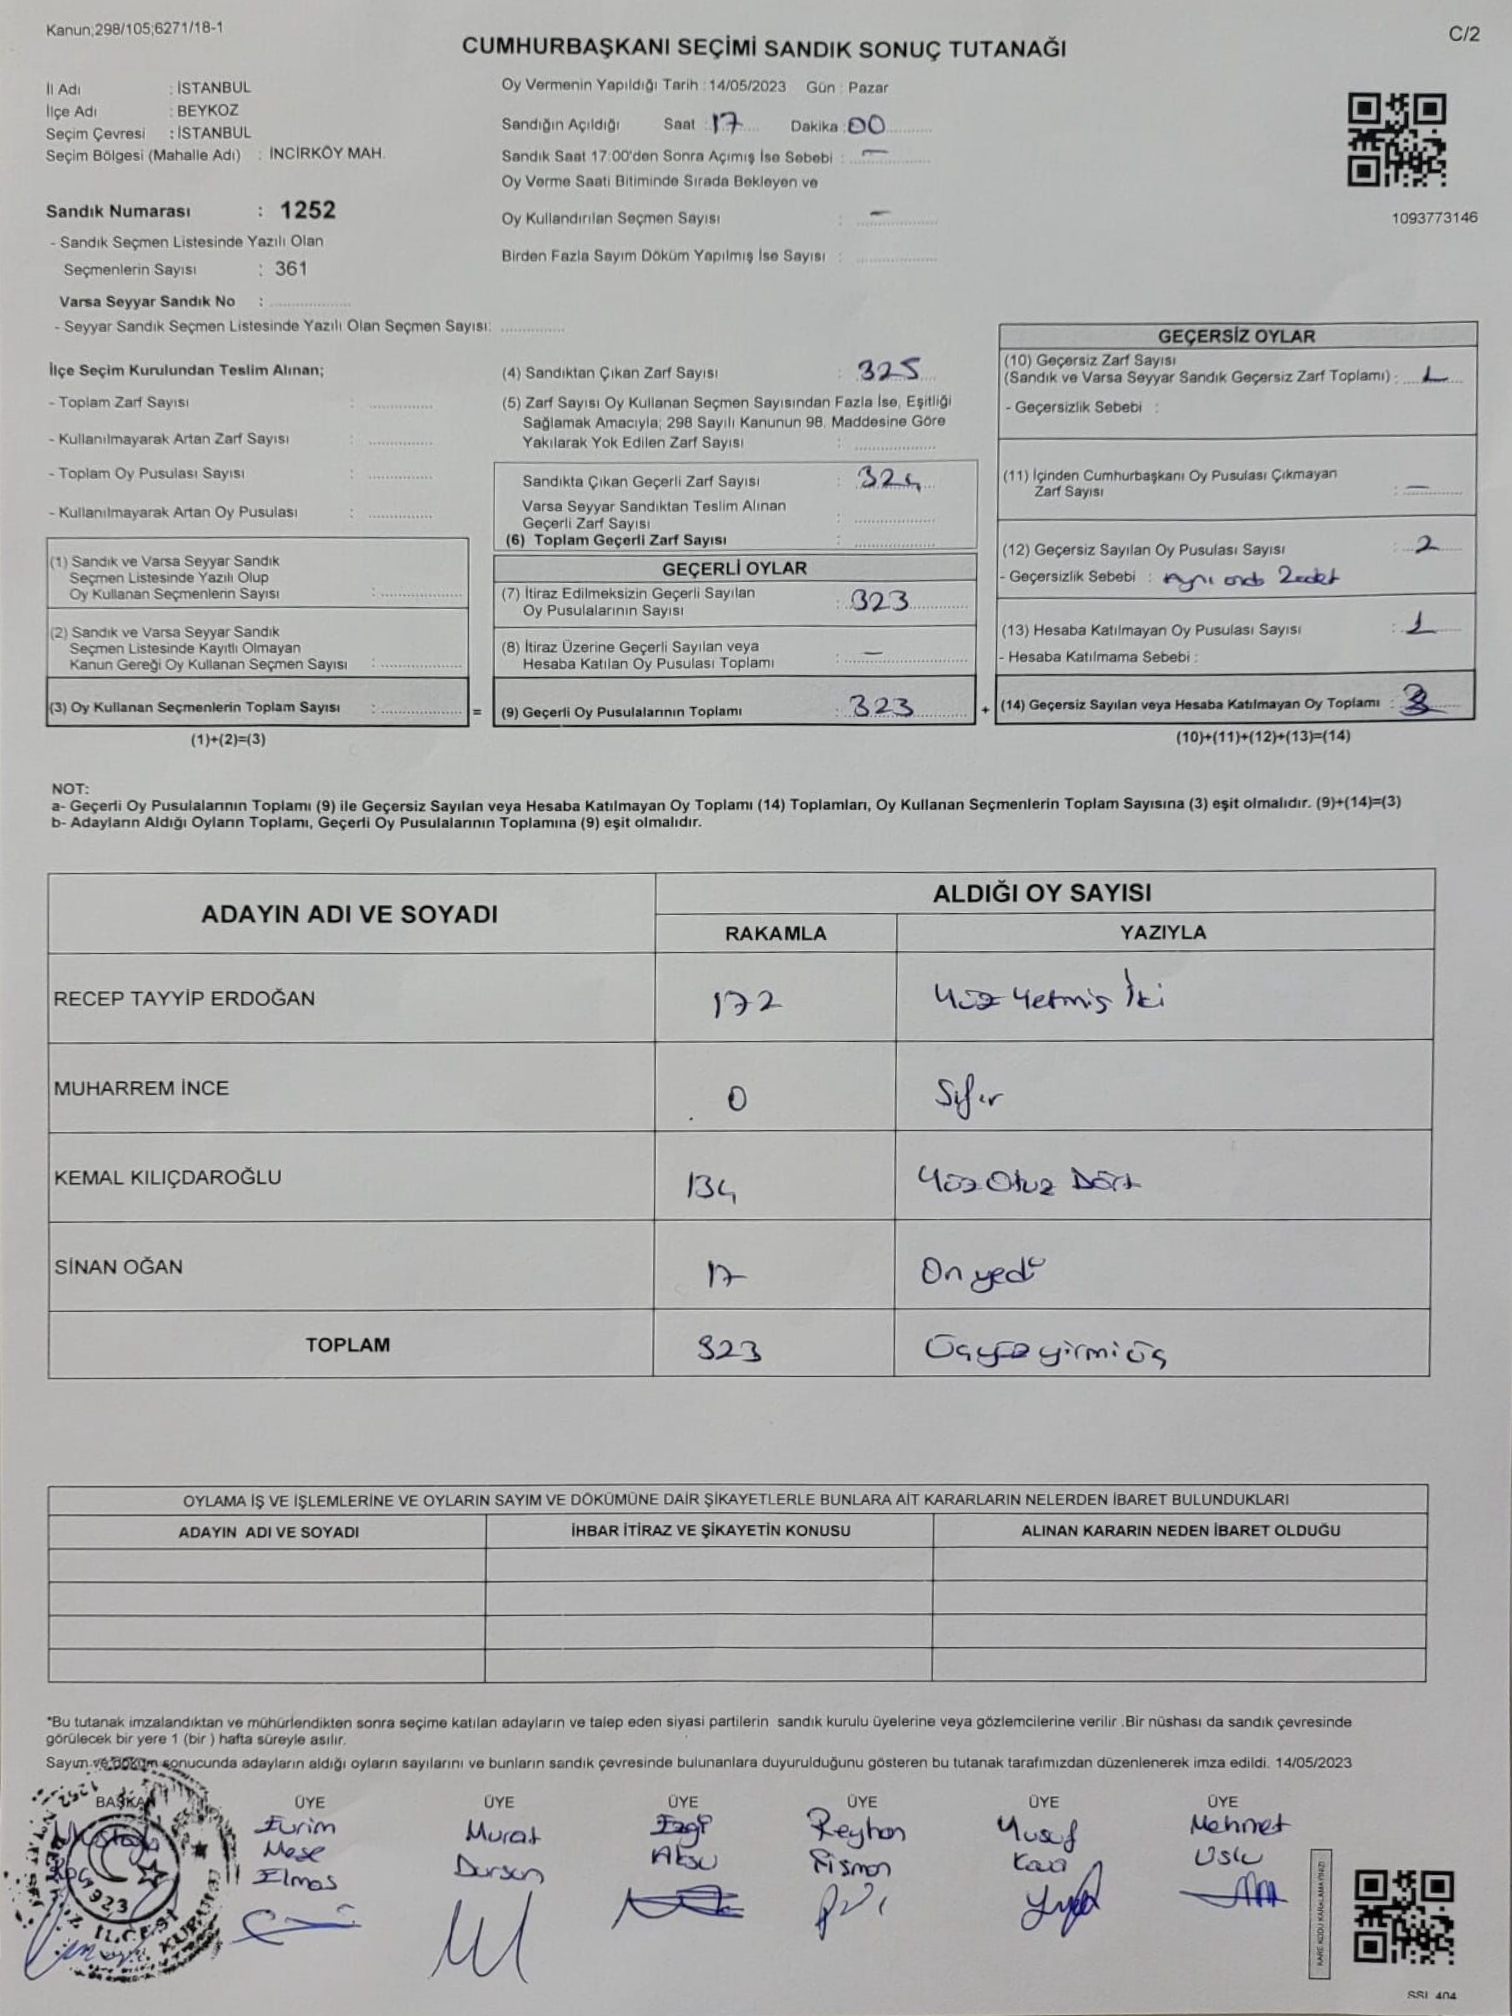 Kanun;298/105;6271/18-1
C/2
CUMHURBAŞKANI SEÇİMİ SANDIK SONUÇ TUTANAĞI
İl Adı : İSTANBUL
İlçe Adı : BEYKOZ
Seçim Çevresi : İSTANBUL
Seçim Bölgesi (Mahalle Adı) : İNCİRKÖY MAH.
Sandık Numarası : 1252
- Sandık Seçmen Listesinde Yazılı Olan
Seçmenlerin Sayısı : 361
Varsa Seyyar Sandık No :
- Seyyar Sandık Seçmen Listesinde Yazılı Olan Seçmen Sayısı:
Oy Vermenin Yapıldığı Tarih : 14/05/2023 Gün : Pazar
Sandığın Açıldığı Saat : 17 Dakika : 00
Sandık Saat 17:00'den Sonra Açımış İse Sebebi : —
Oy Verme Saati Bitiminde Sırada Bekleyen ve
Oy Kullandırılan Seçmen Sayısı : —
Birden Fazla Sayım Döküm Yapılmış İse Sayısı :
1093773146
İlçe Seçim Kurulundan Teslim Alınan;
- Toplam Zarf Sayısı :
- Kullanılmayarak Artan Zarf Sayısı :
- Toplam Oy Pusulası Sayısı :
- Kullanılmayarak Artan Oy Pusulası :
(1) Sandık ve Varsa Seyyar Sandık
Seçmen Listesinde Yazılı Olup
Oy Kullanan Seçmenlerin Sayısı :
(2) Sandık ve Varsa Seyyar Sandık
Seçmen Listesinde Kayıtlı Olmayan
Kanun Gereği Oy Kullanan Seçmen Sayısı :
(3) Oy Kullanan Seçmenlerin Toplam Sayısı : =
(1)+(2)=(3)
(4) Sandıktan Çıkan Zarf Sayısı : 325
(5) Zarf Sayısı Oy Kullanan Seçmen Sayısından Fazla İse, Eşitliği
Sağlamak Amacıyla; 298 Sayılı Kanunun 98. Maddesine Göre
Yakılarak Yok Edilen Zarf Sayısı :
Sandıkta Çıkan Geçerli Zarf Sayısı : 324
Varsa Seyyar Sandıktan Teslim Alınan
Geçerli Zarf Sayısı :
(6) Toplam Geçerli Zarf Sayısı :
GEÇERLİ OYLAR
(7) İtiraz Edilmeksizin Geçerli Sayılan
Oy Pusulalarının Sayısı : 323
(8) İtiraz Üzerine Geçerli Sayılan veya
Hesaba Katılan Oy Pusulası Toplamı : —
(9) Geçerli Oy Pusulalarının Toplamı : 323 +
GEÇERSİZ OYLAR
(10) Geçersiz Zarf Sayısı
(Sandık ve Varsa Seyyar Sandık Geçersiz Zarf Toplamı) : 1
- Geçersizlik Sebebi :
(11) İçinden Cumhurbaşkanı Oy Pusulası Çıkmayan
Zarf Sayısı : —
(12) Geçersiz Sayılan Oy Pusulası Sayısı : 2
- Geçersizlik Sebebi : Aynı anda 2 adet
(13) Hesaba Katılmayan Oy Pusulası Sayısı : 1
- Hesaba Katılmama Sebebi :
(14) Geçersiz Sayılan veya Hesaba Katılmayan Oy Toplamı : 3
(10)+(11)+(12)+(13)=(14)
NOT:
a- Geçerli Oy Pusulalarının Toplamı (9) ile Geçersiz Sayılan veya Hesaba Katılmayan Oy Toplamı (14) Toplamları, Oy Kullanan Seçmenlerin Toplam Sayısına (3) eşit olmalıdır. (9)+(14)=(3)
b- Adayların Aldığı Oyların Toplamı, Geçerli Oy Pusulalarının Toplamına (9) eşit olmalıdır.
ADAYIN ADI VE SOYADI
ALDIĞI OY SAYISI
RAKAMLA YAZIYLA
RECEP TAYYİP ERDOĞAN 172 Yüz Yetmiş İki
MUHARREM İNCE 0 Sıfır
KEMAL KILIÇDAROĞLU 134 Yüz Otuz Dört
SİNAN OĞAN 17 On yedi
TOPLAM 323 Üçyüz yirmi üç
OYLAMA İŞ VE İŞLEMLERİNE VE OYLARIN SAYIM VE DÖKÜMÜNE DAİR ŞİKAYETLERLE BUNLARA AİT KARARLARIN NELERDEN İBARET BULUNDUKLARI
ADAYIN ADI VE SOYADI İHBAR İTİRAZ VE ŞİKAYETİN KONUSU ALINAN KARARIN NEDEN İBARET OLDUĞU
*Bu tutanak imzalandıktan ve mühürlendikten sonra seçime katılan adayların ve talep eden siyasi partilerin sandık kurulu üyelerine veya gözlemcilerine verilir .Bir nüshası da sandık çevresinde
görülecek bir yere 1 (bir ) hafta süreyle asılır.
Sayım ve döküm sonucunda adayların aldığı oyların sayılarını ve bunların sandık çevresinde bulunanlara duyurulduğunu gösteren bu tutanak tarafımızdan düzenlenerek imza edildi. 14/05/2023
BAŞKAN ÜYE ÜYE ÜYE ÜYE ÜYE ÜYE
Evrim Murat Ezgi Reyhan Yusuf Mehmet
Meşe Dursun Aksu Pişmon Kara Uslu
Elmas
1923
İLÇESİ
KARE KODU KARALAMAYINIZ!
SSL 404